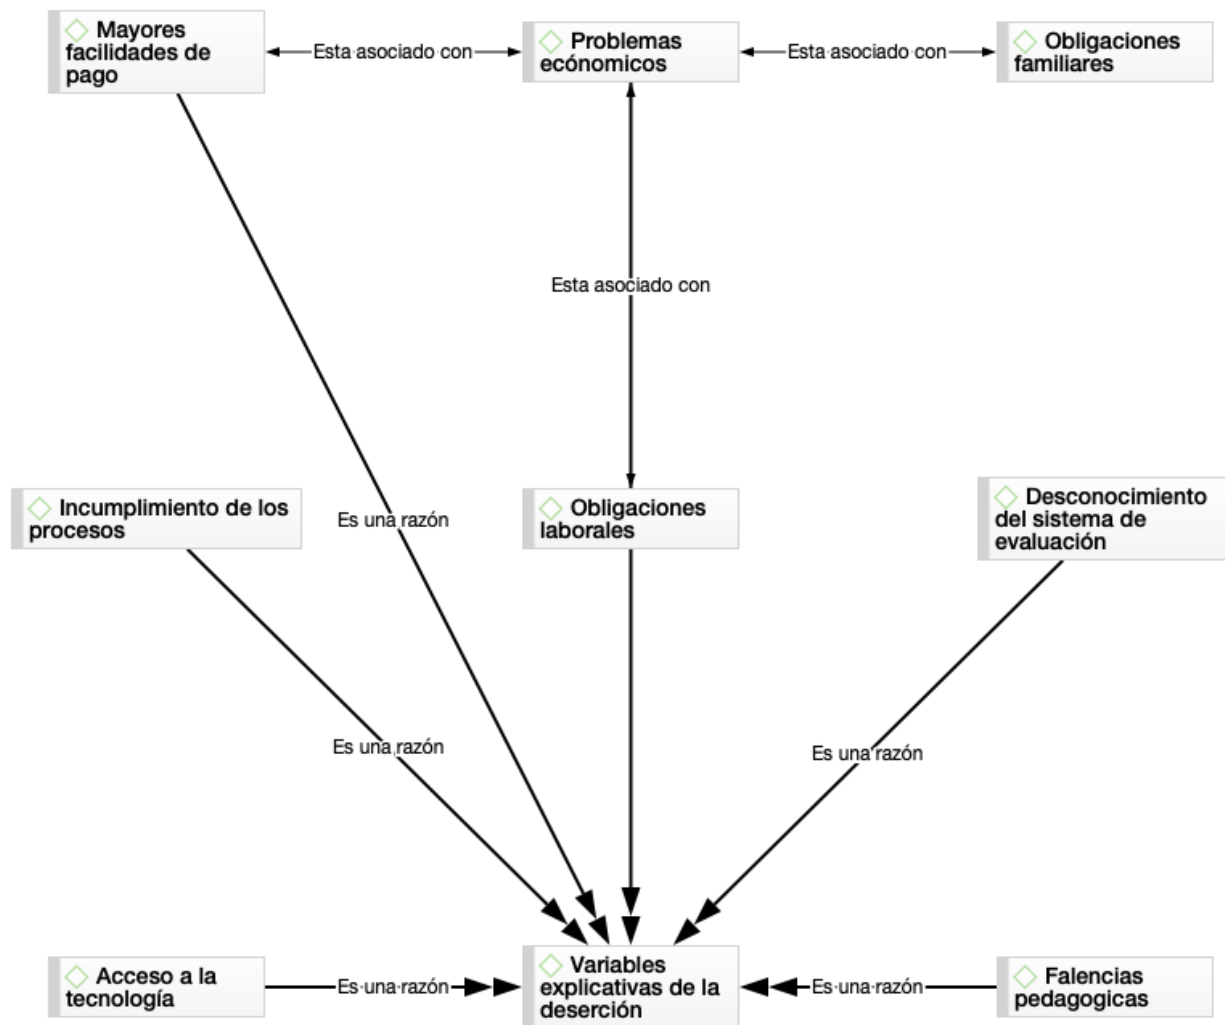 Mayores
facilidades de
pago
Esta asociado con
Problemas
ecónomicos
Esta asociado con
Obligaciones
familiares
Esta asociado con
Incumplimiento de los
procesos
Es una razón
Obligaciones
laborales
Desconocimiento
del sistema de
evaluación
Es una razón
Es una razón
Acceso a la
tecnología
Es una razón
Variables
explicativas de la
deserción
Es una razón
Falencias
pedagogicas